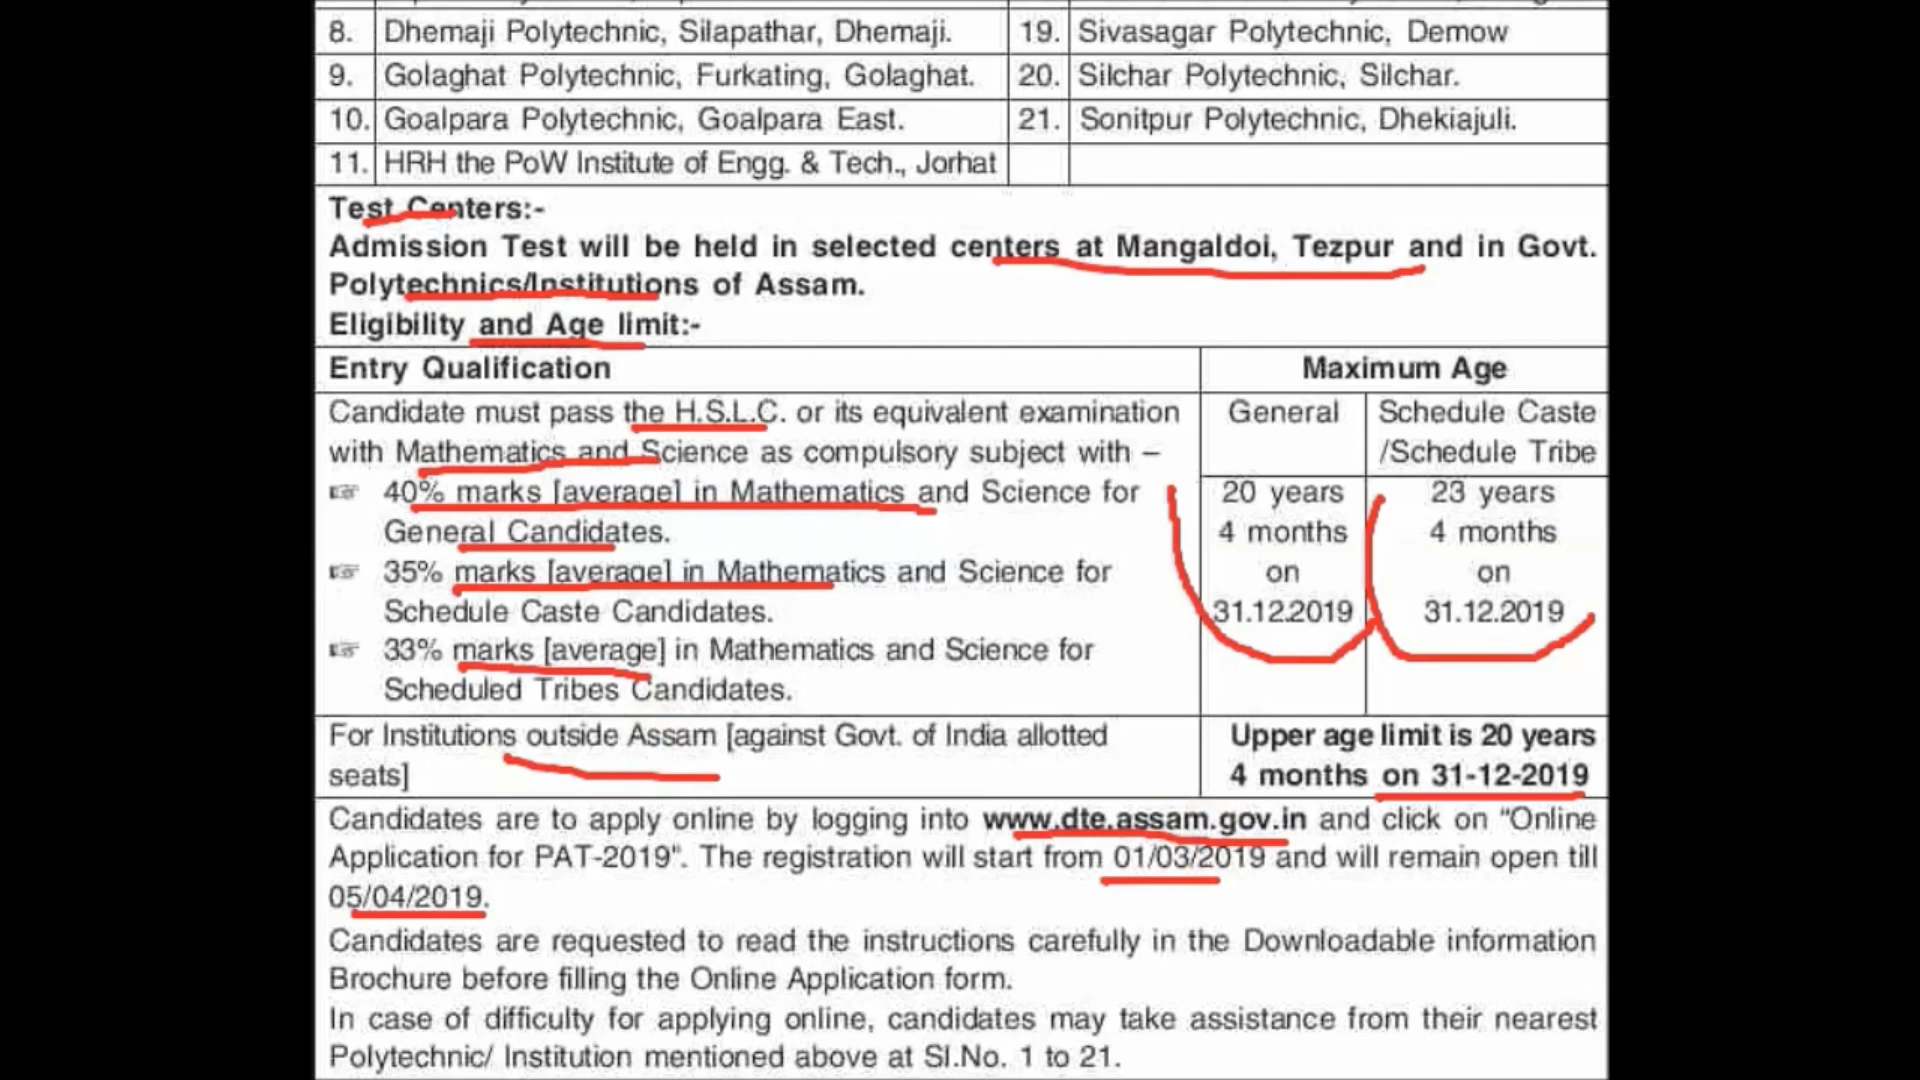 8. Dhemaji Polytechnic, Silapathar, Dhemaji. 19. Sivasagar Polytechnic, Demow
9. Golaghat Polytechnic, Furkating, Golaghat. 20. Silchar Polytechnic, Silchar.
10. Goalpara Polytechnic, Goalpara East. 21. Sonitpur Polytechnic, Dhekiajuli.
11. HRH the PoW Institute of Engg. & Tech., Jorhat
Test Centers:-
Admission Test will be held in selected centers at Mangaldoi, Tezpur and in Govt.
Polytechnics/Institutions of Assam.
Eligibility and Age limit:-
Entry Qualification Maximum Age
Candidate must pass the H.S.L.C. or its equivalent examination
with Mathematics and Science as compulsory subject with –
☞ 40% marks [average] in Mathematics and Science for
General Candidates.
☞ 35% marks [average] in Mathematics and Science for
Schedule Caste Candidates.
☞ 33% marks [average] in Mathematics and Science for
Scheduled Tribes Candidates.
General
20 years
4 months
on
31.12.2019
Schedule Caste
/Schedule Tribe
23 years
4 months
on
31.12.2019
For Institutions outside Assam [against Govt. of India allotted
seats]
Upper age limit is 20 years
4 months on 31-12-2019
Candidates are to apply online by logging into www.dte.assam.gov.in and click on “Online
Application for PAT-2019". The registration will start from 01/03/2019 and will remain open till
05/04/2019.
Candidates are requested to read the instructions carefully in the Downloadable information
Brochure before filling the Online Application form.
In case of difficulty for applying online, candidates may take assistance from their nearest
Polytechnic/ Institution mentioned above at Sl.No. 1 to 21.